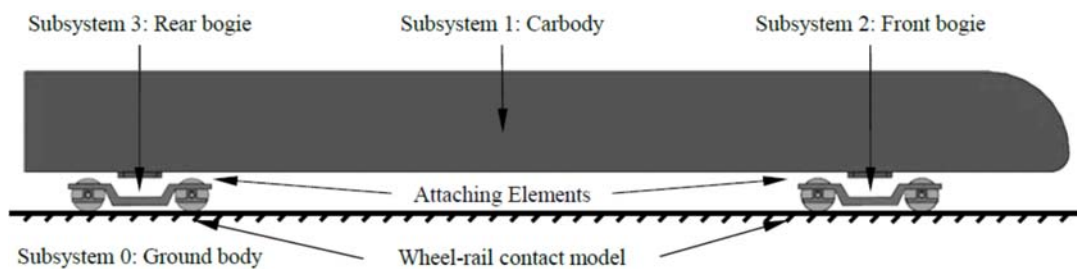 Subsystem 3: Rear bogie
Subsystem 1: Carbody
Subsystem 2: Front bogie
Attaching Elements
Subsystem 0: Ground body
Wheel-rail contact model